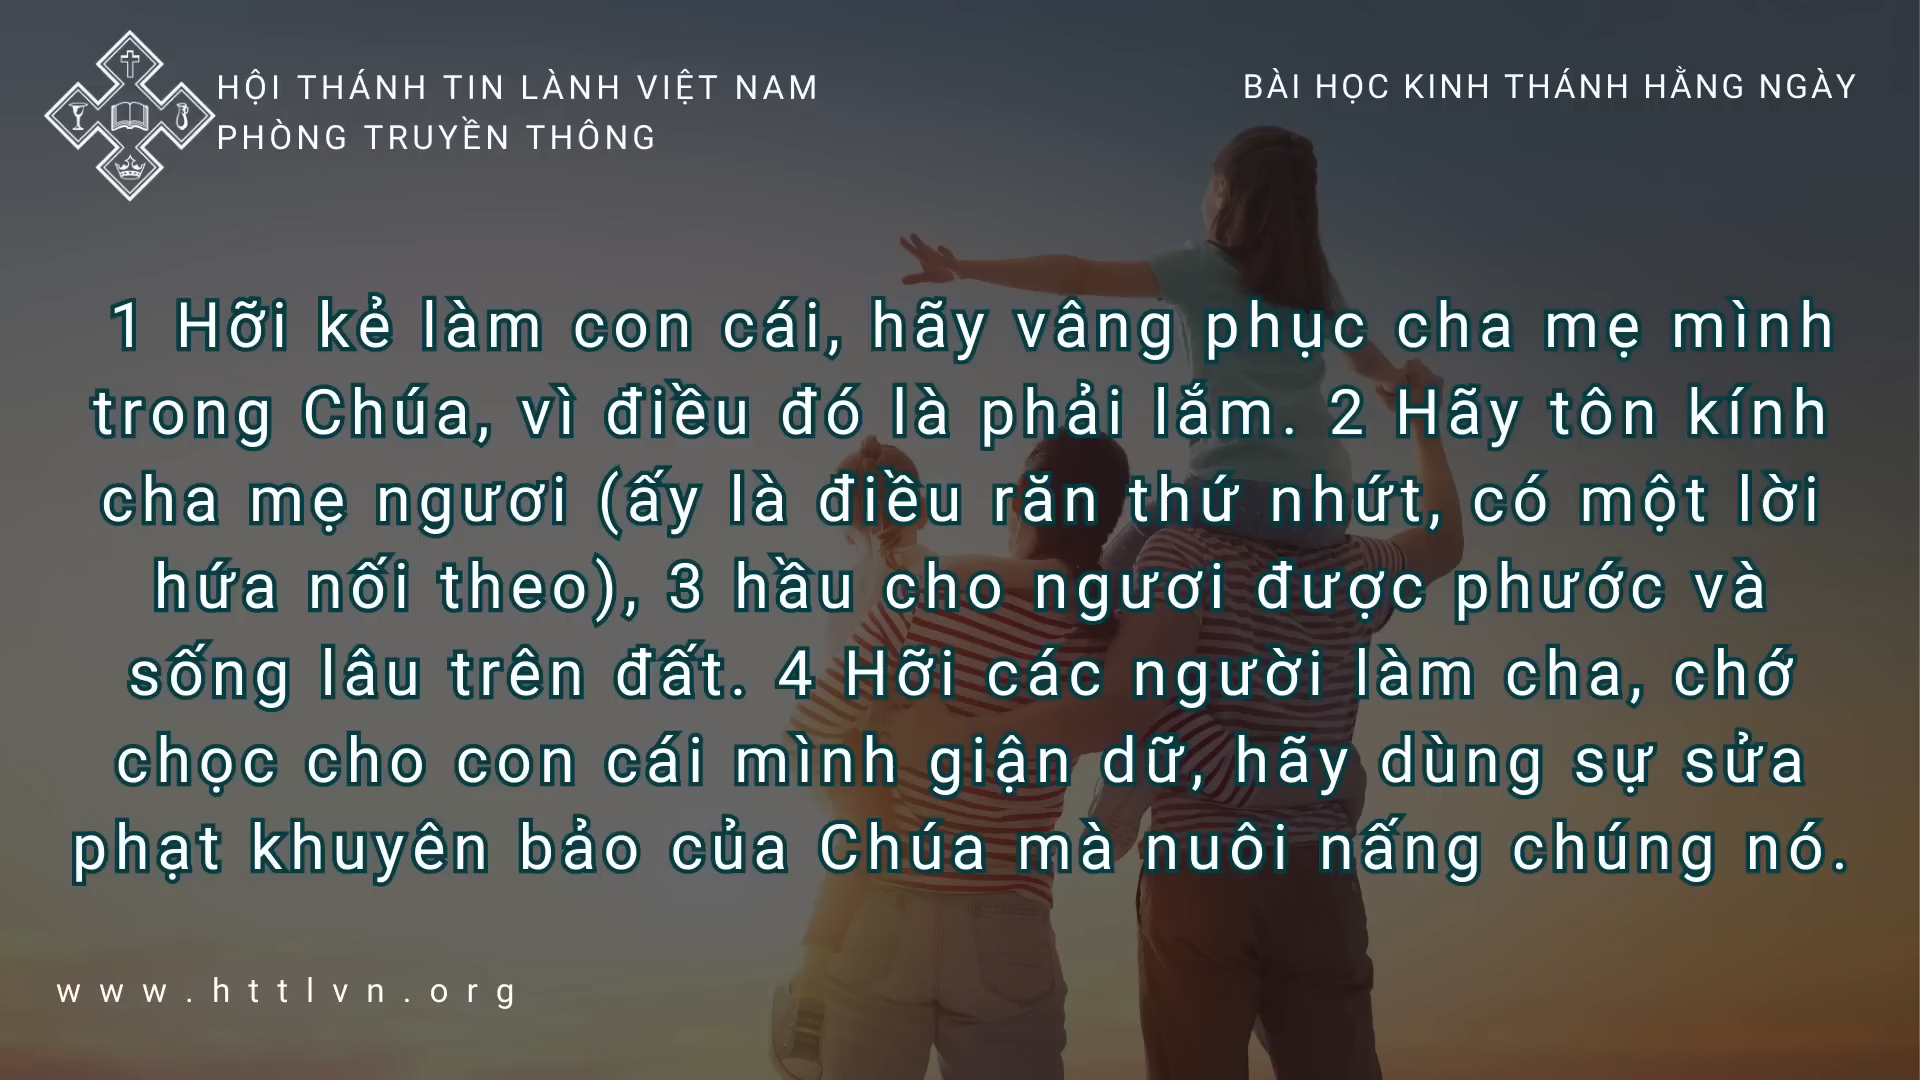 HỘI THÁNH TIN LÀNH VIỆT NAM
PHÒNG TRUYỀN THÔNG
BÀI HỌC KINH THÁNH HẰNG NGÀY
1 Hỡi kẻ làm con cái, hãy vâng phục cha mẹ mình
trong Chúa, vì điều đó là phải lắm. 2 Hãy tôn kính
cha mẹ ngươi (ấy là điều răn thứ nhứt, có một lời
hứa nối theo), 3 hầu cho ngươi được phước và
sống lâu trên đất. 4 Hỡi các người làm cha, chớ
chọc cho con cái mình giận dữ, hãy dùng sự sửa
phạt khuyên bảo của Chúa mà nuôi nấng chúng nó.
www.httlvn.org